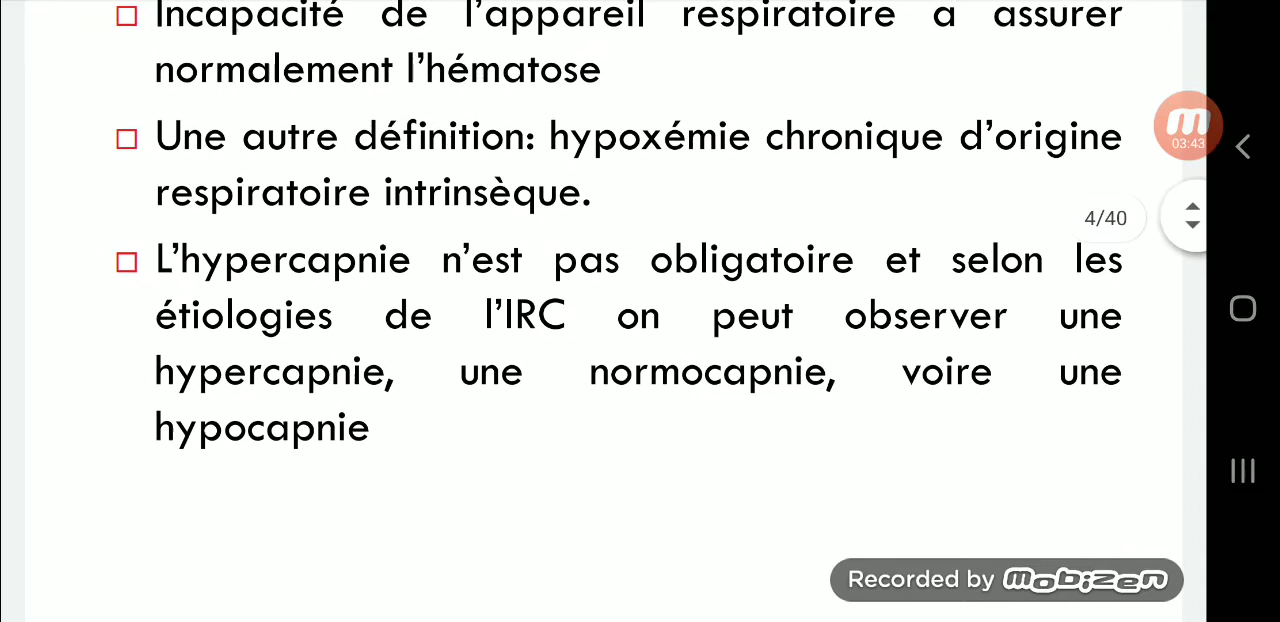 Incapacité de l'appareil respiratoire a assurer
normalement l'hématose
Une autre définition: hypoxémie chronique d'origine
respiratoire intrinsèque.
L'hypercapnie n'est pas obligatoire et selon les
étiologies de l'IRC on peut observer une
hypercapnie, une normocapnie, voire une
hypocapnie
m
03:43
4/40
Recorded by mobizen